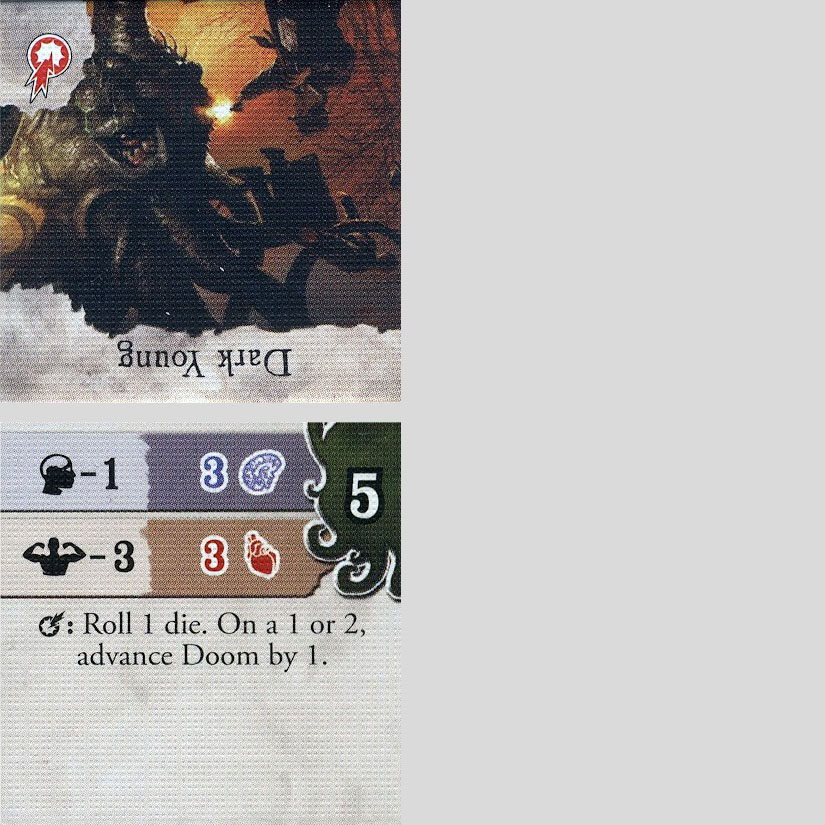 Dark Young
-1 3 5
-3 3
: Roll 1 die. On a 1 or 2,
advance Doom by 1.